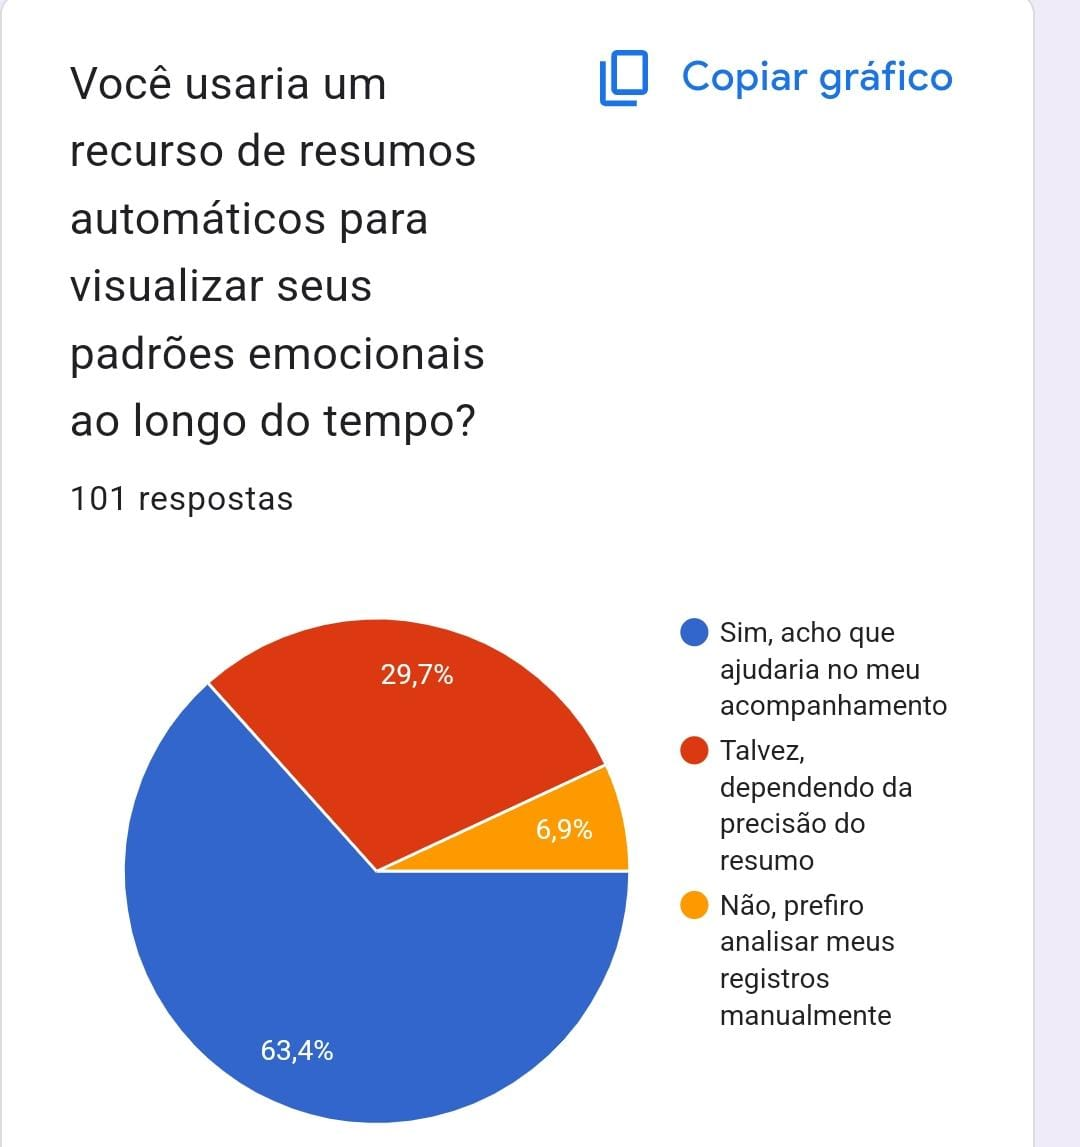 Você usaria um
recurso de resumos
automáticos para
visualizar seus
padrões emocionais
ao longo do tempo?
Copiar gráfico
101 respostas
29,7%
6,9%
63,4%
Sim, acho que
ajudaria no meu
acompanhamento
Talvez,
dependendo da
precisão do
resumo
Não, prefiro
analisar meus
registros
manualmente